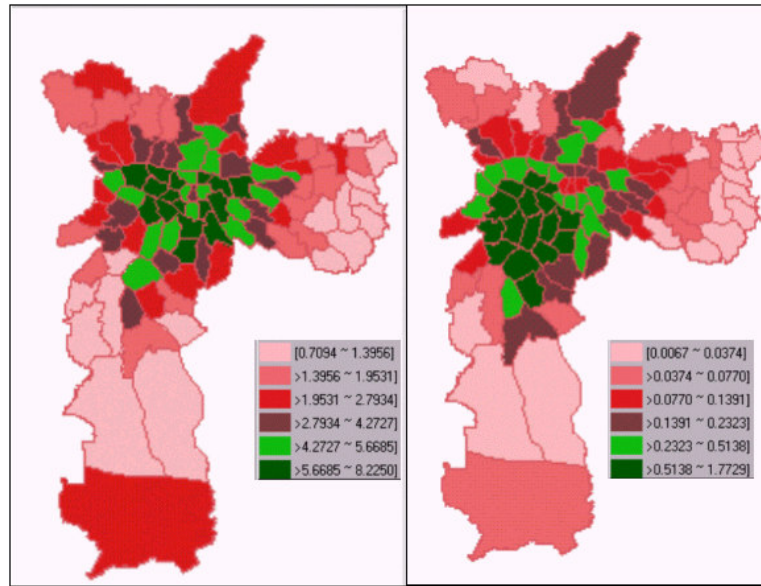 [0.7094 ~ 1.3956]
>1.3956 ~ 1.9531]
>1.9531 ~ 2.7934]
>2.7934 ~ 4.2727]
>4.2727 ~ 5.6685]
>5.6685 ~ 8.2250]
[0.0067 ~ 0.0374]
>0.0374 ~ 0.0770]
>0.0770 ~ 0.1391]
>0.1391 ~ 0.2323]
>0.2323 ~ 0.5138]
>0.5138 ~ 1.7729]